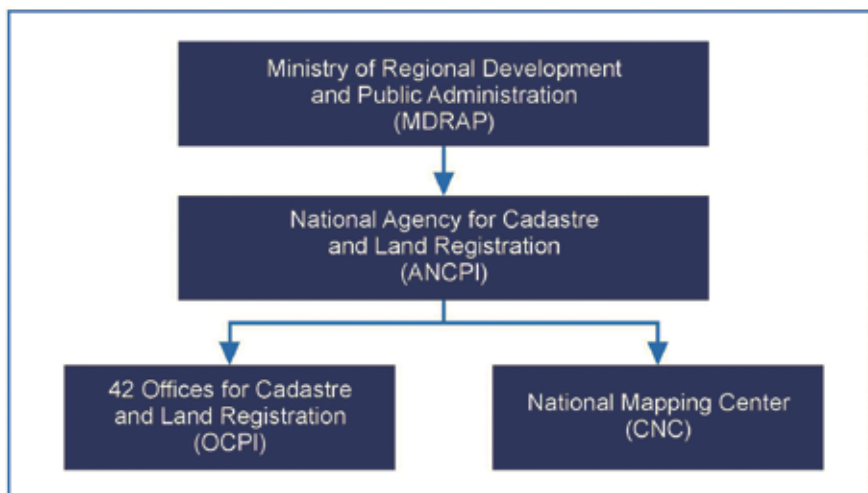 Ministry of Regional Development
and Public Administration
(MDRAP)
National Agency for Cadastre
and Land Registration
(ANCPI)
42 Offices for Cadastre
and Land Registration
(OCPI)
National Mapping Center
(CNC)